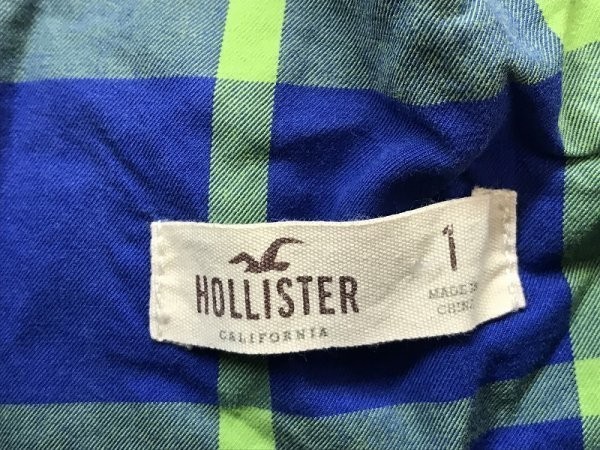 HOLLISTER
CALIFORNIA
1
MADE IN
CHINA